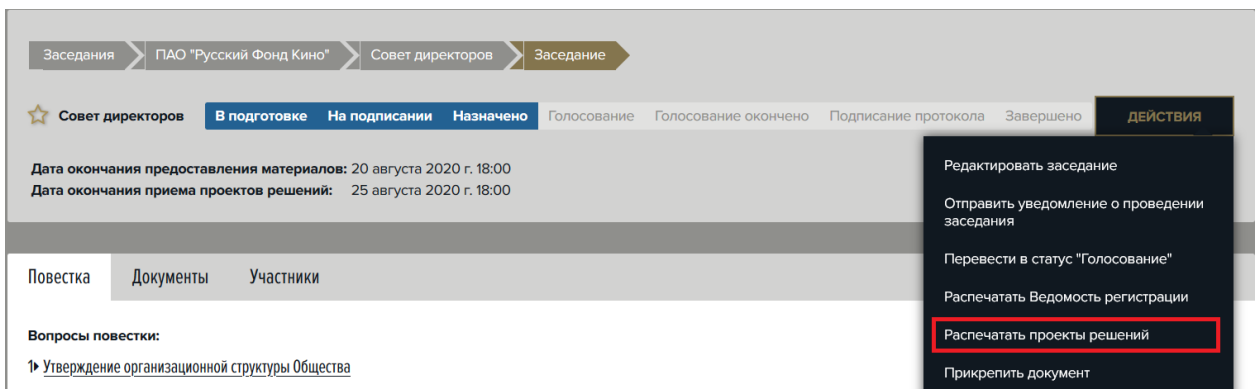 Заседания ПАО "Русский Фонд Кино" Совет директоров Заседание
Совет директоров В подготовке На подписании Назначено Голосование Голосование окончено Подписание протокола Завершено ДЕЙСТВИЯ
Дата окончания предоставления материалов: 20 августа 2020 г. 18:00
Дата окончания приема проектов решений: 25 августа 2020 г. 18:00
Редактировать заседание
Отправить уведомление о проведении
заседания
Перевести в статус "Голосование"
Распечатать Ведомость регистрации
Распечатать проекты решений
Прикрепить документ
Повестка Документы Участники
Вопросы повестки:
1 Утверждение организационной структуры Общества